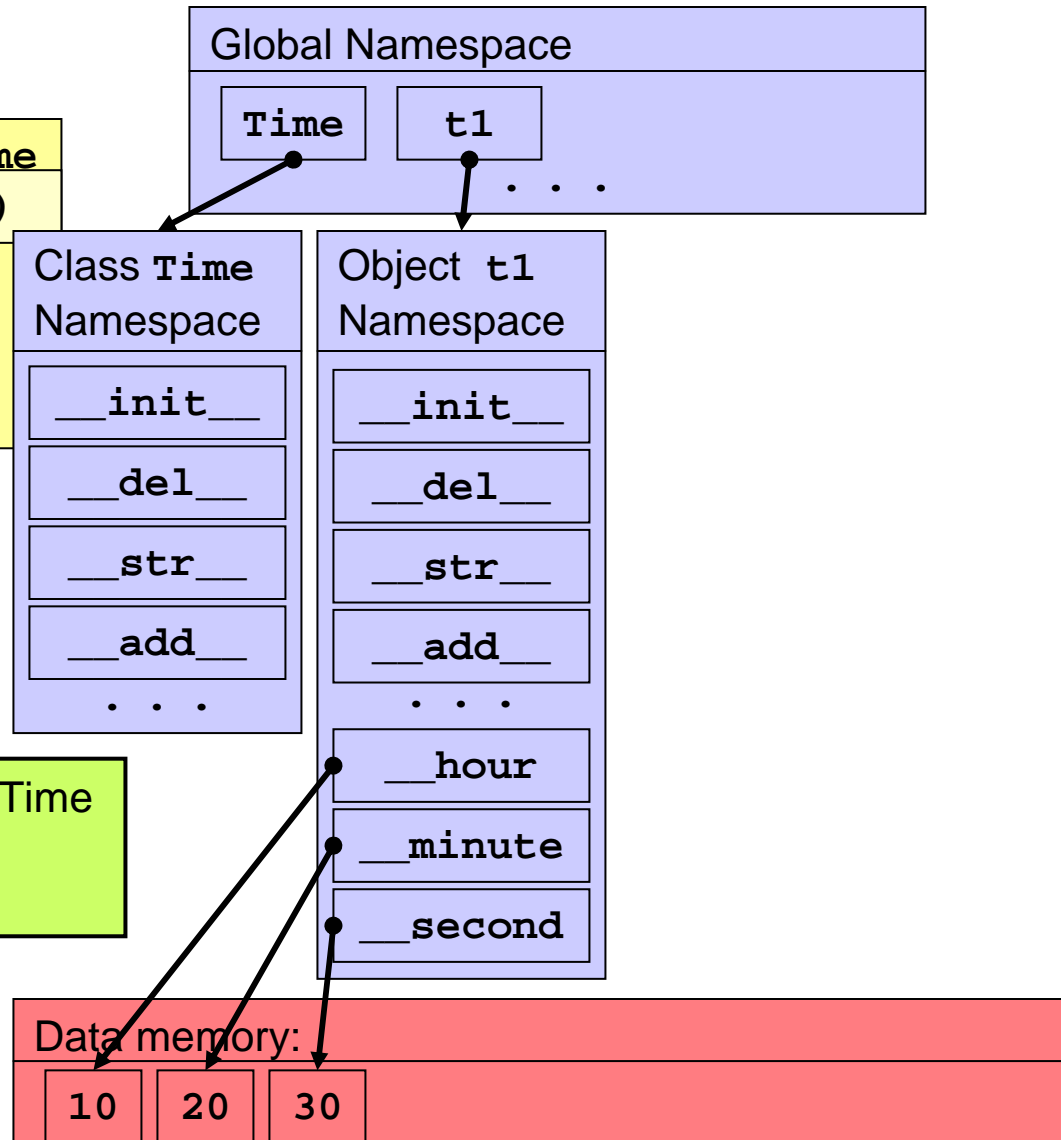 Global Namespace
Time t1
. . .
)
Class Time
Namespace
__init__
__del__
__str__
__add__
. . .
Object t1
Namespace
__init__
__del__
__str__
__add__
. . .
__hour
__minute
__second
Time
Data memory:
10 20 30